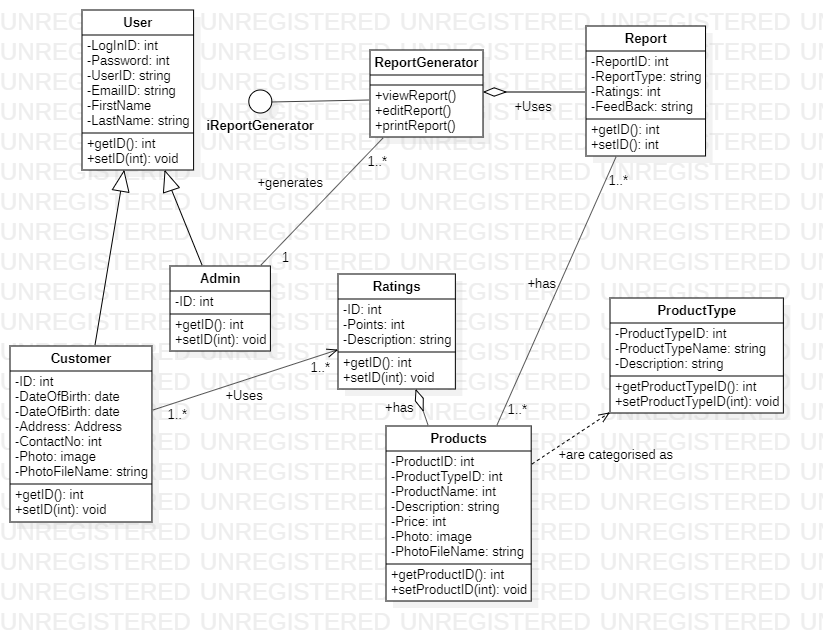 User
-LogInID: int
-Password: int
-UserID: string
-EmailID: string
-FirstName
-LastName: string
+getID(): int
+setID(int): void
iReportGenerator
ReportGenerator
+viewReport()
+editReport()
+printReport()
+Uses
Report
-ReportID: int
-ReportType: string
-Ratings: int
-FeedBack: string
+getID(): int
+setID(): int
1..*
+generates
1
1..*
+has
1..*
Admin
-ID: int
+getID(): int
+setID(int): void
Ratings
-ID: int
-Points: int
-Description: string
+getID(): int
+setID(int): void
ProductType
-ProductTypeID: int
-ProductTypeName: string
-Description: string
+getProductTypeID(): int
+setProductTypeID(int): void
Customer
-ID: int
-DateOfBirth: date
-DateOfBirth: date
-Address: Address
-ContactNo: int
-Photo: image
-PhotoFileName: string
+getID(): int
+setID(int): void
1..*
+Uses
1..*
+has
Products
-ProductID: int
-ProductTypeID: int
-ProductName: int
-Description: string
-Price: int
-Photo: image
-PhotoFileName: string
+getProductID(): int
+setProductID(int): void
+are categorised as
UNREGISTERED